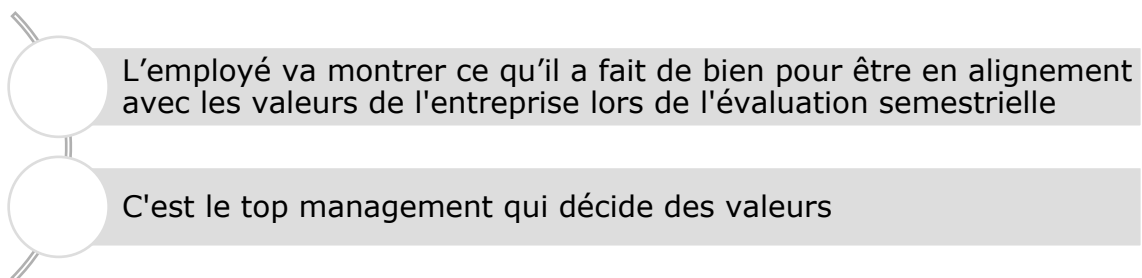 L’employé va montrer ce qu’il a fait de bien pour être en alignement
avec les valeurs de l'entreprise lors de l'évaluation semestrielle
C'est le top management qui décide des valeurs